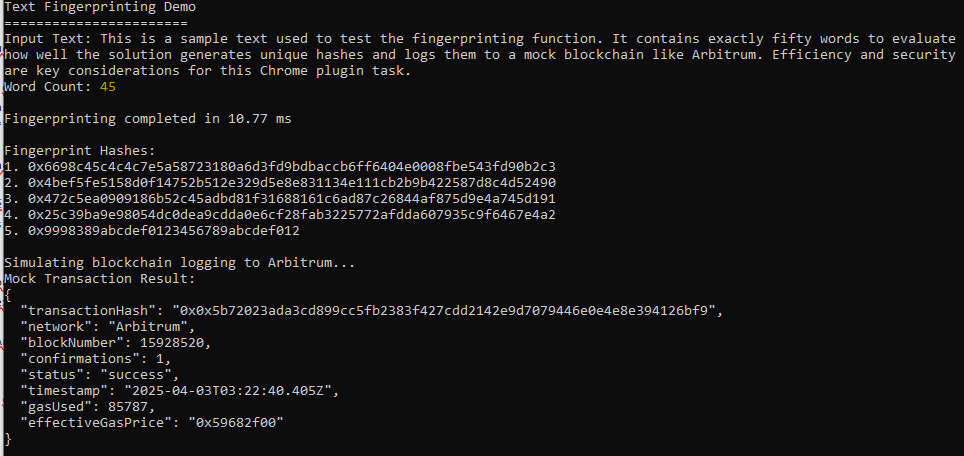 Text Fingerprinting Demo
=======================
Input Text: This is a sample text used to test the fingerprinting function. It contains exactly fifty words to evaluate
how well the solution generates unique hashes and logs them to a mock blockchain like Arbitrum. Efficiency and security
are key considerations for this Chrome plugin task.
Word Count: 45
Fingerprinting completed in 10.77 ms
Fingerprint Hashes:
1. 0x6698c45c4c4c7e5a58723180a6d3fd9bdbaccb6ff6404e0008fbe543fd90b2c3
2. 0x4bef5fe5158d0f14752b512e329d5e8e831134e111cb2b9b422587d8c4d52490
3. 0x472c5ea0909186b52c45adbd81f31688161c6ad87c26844af875d9e4a745d191
4. 0x25c39ba9e98054dc0dea9cdda0e6cf28fab3225772afdda607935c9f6467e4a2
5. 0x9998389abcdef0123456789abcdef012
Simulating blockchain logging to Arbitrum...
Mock Transaction Result:
{
  "transactionHash": "0x0x5b72023ada3cd899cc5fb2383f427cdd2142e9d7079446e0e4e8e394126bf9",
  "network": "Arbitrum",
  "blockNumber": 15928520,
  "confirmations": 1,
  "status": "success",
  "timestamp": "2025-04-03T03:22:40.405Z",
  "gasUsed": 85787,
  "effectiveGasPrice": "0x59682f00"
}